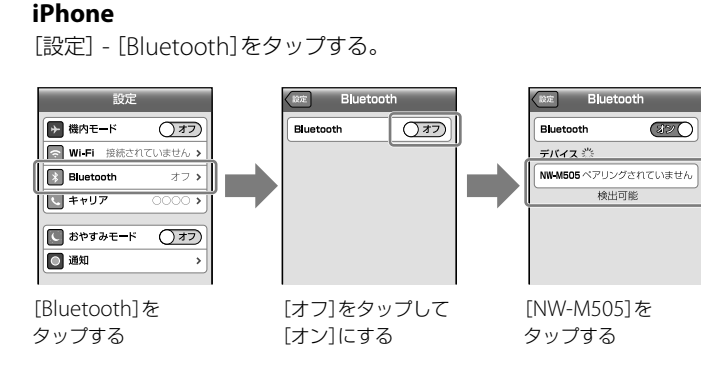 iPhone
［設定］-［Bluetooth］をタップする。
設定
機内モード オフ
Wi-Fi 接続されていません >
Bluetooth オフ >
キャリア ○○○○ >
おやすみモード オフ
通知 >
［Bluetooth］を
タップする
設定 Bluetooth
Bluetooth オフ
［オフ］をタップして
［オン］にする
設定 Bluetooth
Bluetooth オン
デバイス
NW-M505 ペアリングされていません
検出可能
［NW-M505］を
タップする